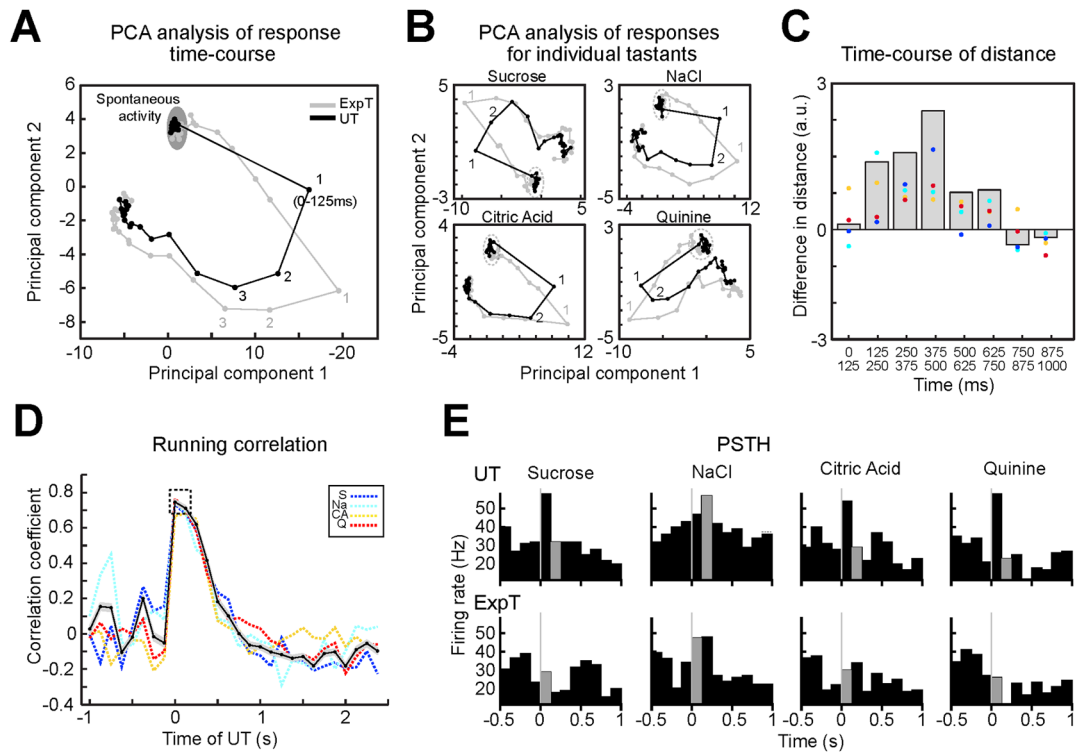 A
PCA analysis of response
time-course
6
4
2
0
-2
-4
-6
-8
-10
0
10
-20
Principal component 2
Principal component 1
Spontaneous
activity
ExpT
UT
1
(0-125ms)
2
3
1
2
3
B
PCA analysis of responses
for individual tastants
Sucrose
NaCl
5
-5
-10
5
1
2
1
3
-5
-4
12
1
2
1
Citric Acid
Quinine
5
-5
-4
12
1
2
1
3
-5
-10
5
1
2
1
Principal component 2
Principal component 1
C
Time-course of distance
3
0
-3
Difference in distance (a.u.)
0 125 250 375 500 625 750 875
125 250 375 500 625 750 875 1000
Time (ms)
D
Running correlation
0.8
0.6
0.4
0.2
0
-0.2
-0.4
Correlation coefficient
S
Na
CA
Q
-1 0 1 2
Time of UT (s)
E
PSTH
UT
Sucrose
NaCl
Citric Acid
Quinine
50
40
30
20
Firing rate (Hz)
ExpT
50
40
30
20
-0.5 0 0.5 1
-0.5 0 0.5 1
-0.5 0 0.5 1
-0.5 0 0.5 1
Time (s)